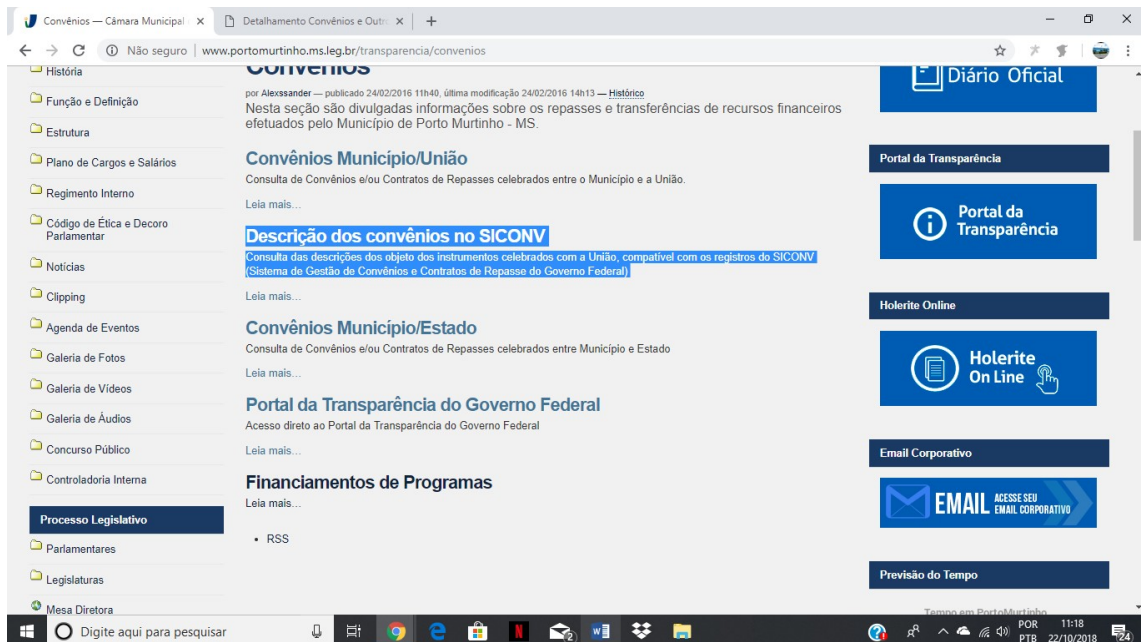 Convênios — Câmara Municipal
Detalhamento Convênios e Outr
Não seguro | www.portomurtinho.ms.leg.br/transparencia/convenios
História
Função e Definição
Estrutura
Plano de Cargos e Salários
Regimento Interno
Código de Ética e Decoro
Parlamentar
Notícias
Clipping
Agenda de Eventos
Galeria de Fotos
Galeria de Vídeos
Galeria de Áudios
Concurso Público
Controladoria Interna
Processo Legislativo
Parlamentares
Legislaturas
Mesa Diretora
Convênios
por Alexssander — publicado 24/02/2016 11h40, última modificação 24/02/2016 14h13 — Histórico
Nesta seção são divulgadas informações sobre os repasses e transferências de recursos financeiros
efetuados pelo Município de Porto Murtinho - MS.
Convênios Município/União
Consulta de Convênios e/ou Contratos de Repasses celebrados entre o Município e a União.
Leia mais…
Descrição dos convênios no SICONV
Consulta das descrições dos objeto dos instrumentos celebrados com a União, compatível com os registros do SICONV
(Sistema de Gestão de Convênios e Contratos de Repasse do Governo Federal)
Leia mais…
Convênios Município/Estado
Consulta de Convênios e/ou Contratos de Repasses celebrados entre Município e Estado
Leia mais…
Portal da Transparência do Governo Federal
Acesso direto ao Portal da Transparência do Governo Federal
Leia mais…
Financiamentos de Programas
Leia mais…
• RSS
Diário Oficial
Portal da Transparência
Portal da
Transparência
Holerite Online
Holerite
On Line
Email Corporativo
EMAIL ACESSE SEU
EMAIL CORPORATIVO
Previsão do Tempo
Tempo em PortoMurtinho
Digite aqui para pesquisar
POR
PTB
11:18
22/10/2018
24